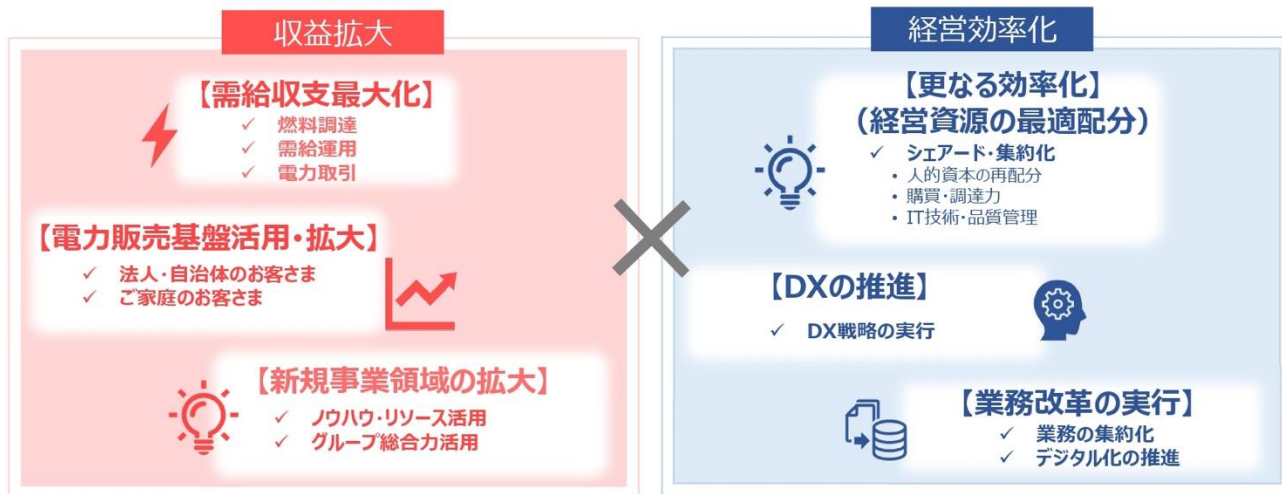 収益拡大
【需給収支最大化】
✓ 燃料調達
✓ 需給運用
✓ 電力取引
【電力販売基盤活用・拡大】
✓ 法人・自治体のお客さま
✓ ご家庭のお客さま
【新規事業領域の拡大】
✓ ノウハウ・リソース活用
✓ グループ総合力活用
×
経営効率化
【更なる効率化】
（経営資源の最適配分）
✓ シェアード・集約化
• 人的資本の再配分
• 購買・調達力
• IT技術・品質管理
【DXの推進】
✓ DX戦略の実行
【業務改革の実行】
✓ 業務の集約化
✓ デジタル化の推進